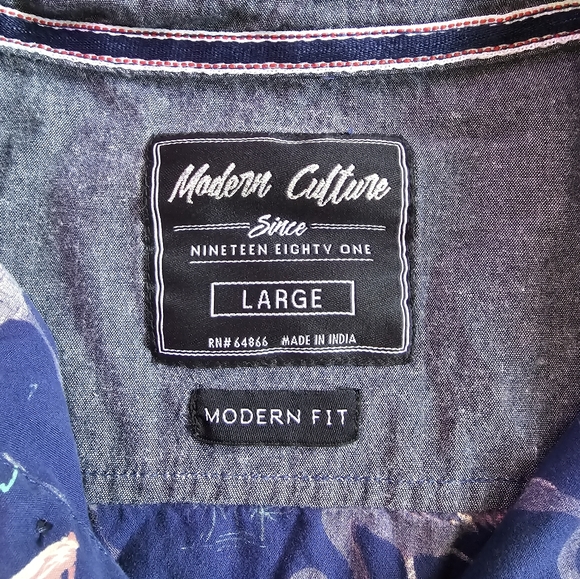 Modern Culture
Since
NINETEEN EIGHTY ONE
LARGE
RN# 64866 MADE IN INDIA
MODERN FIT